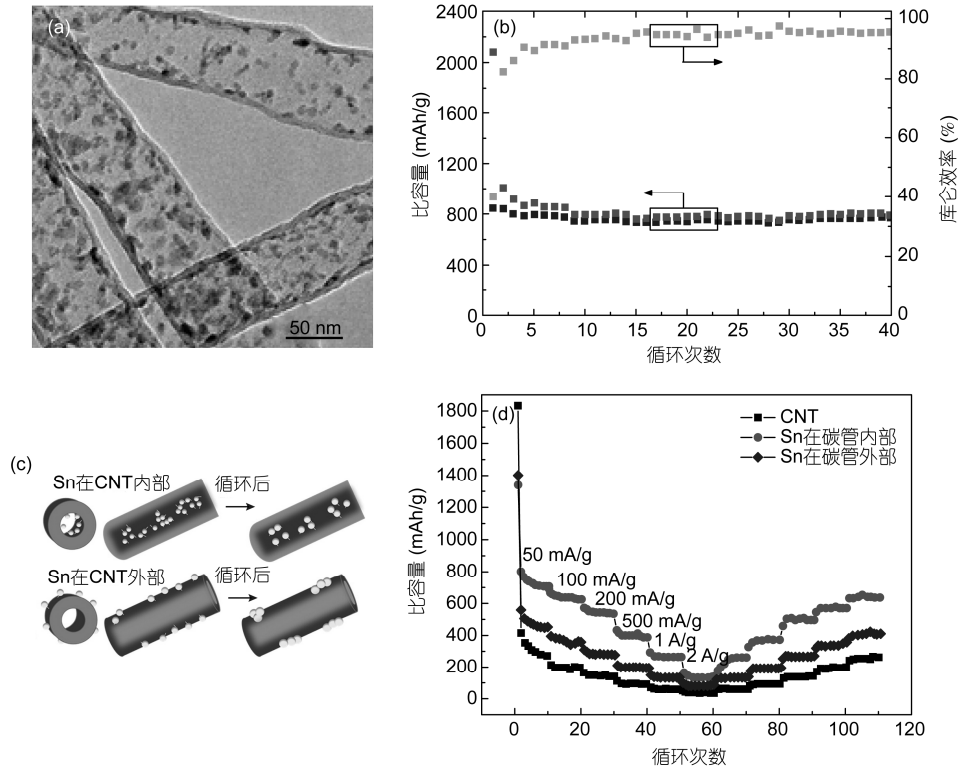 (a)
50 nm
(b)
比容量 (mAh/g)
2400
2000
1600
1200
800
400
0
100
80
60
40
20
0
库仑效率 (%)
0 5 10 15 20 25 30 35 40
循环次数
(c)
Sn在CNT内部
循环后
Sn在CNT外部
循环后
(d)
比容量 (mAh/g)
1800
1600
1400
1200
1000
800
600
400
200
0
CNT
Sn在碳管内部
Sn在碳管外部
50 mA/g
100 mA/g
200 mA/g
500 mA/g
1 A/g
2 A/g
0 20 40 60 80 100 120
循环次数